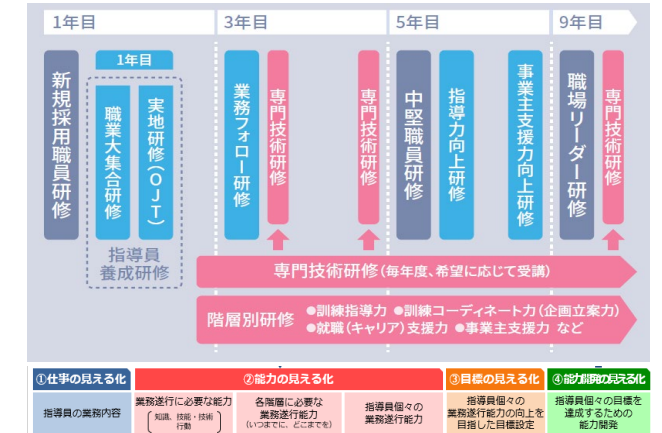 1年目
3年目
5年目
9年目
新規採用職員研修
1年目
職業大集合研修
実地研修(OJT)
指導員
養成研修
業務フォロー研修
専門技術研修
専門技術研修
中堅職員研修
指導力向上研修
事業主支援力向上研修
職場リーダー研修
専門技術研修
専門技術研修(毎年度、希望に応じて受講)
階層別研修
●訓練指導力 ●訓練コーディネート力(企画立案力)
●就職(キャリア)支援力 ●事業主支援力 など
①仕事の見える化
②能力の見える化
③目標の見える化
④能力開発の見える化
指導員の業務内容
業務遂行に必要な能力
知識、技能・技術
行動
各階層に必要な
業務遂行能力
(いつまでに、どこまでを)
指導員個々の
業務遂行能力
指導員個々の
業務遂行能力の向上を
目指した目標設定
指導員個々の目標を
達成するための
能力開発